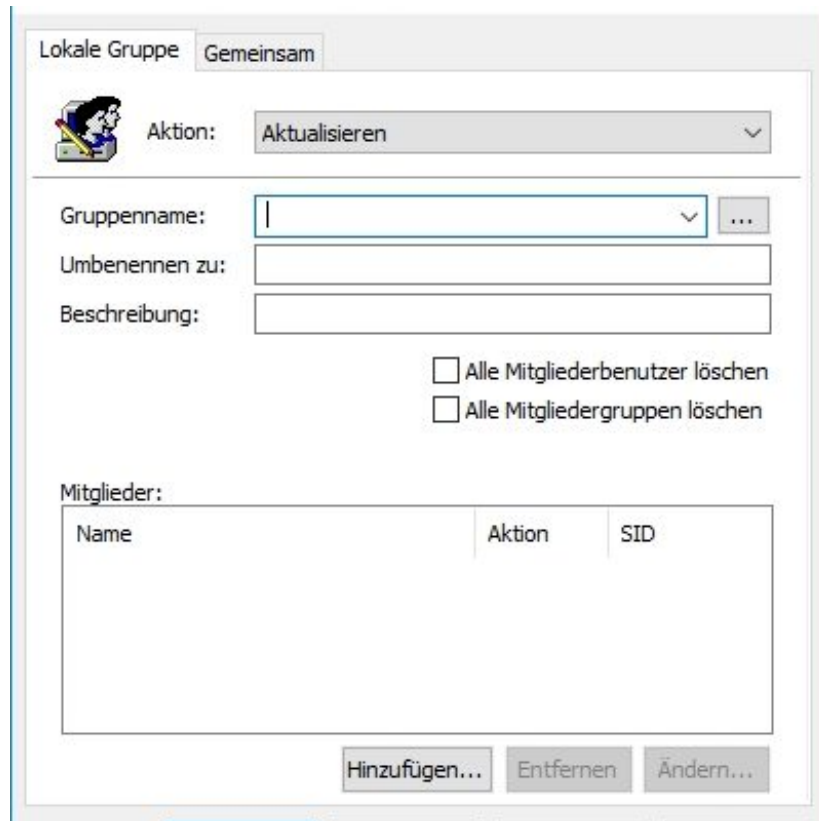 Lokale Gruppe Gemeinsam
Aktion: Aktualisieren
Gruppenname: ...
Umbenennen zu:
Beschreibung:
Alle Mitgliederbenutzer löschen
Alle Mitgliedergruppen löschen
Mitglieder:
Name Aktion SID
Hinzufügen... Entfernen Ändern...